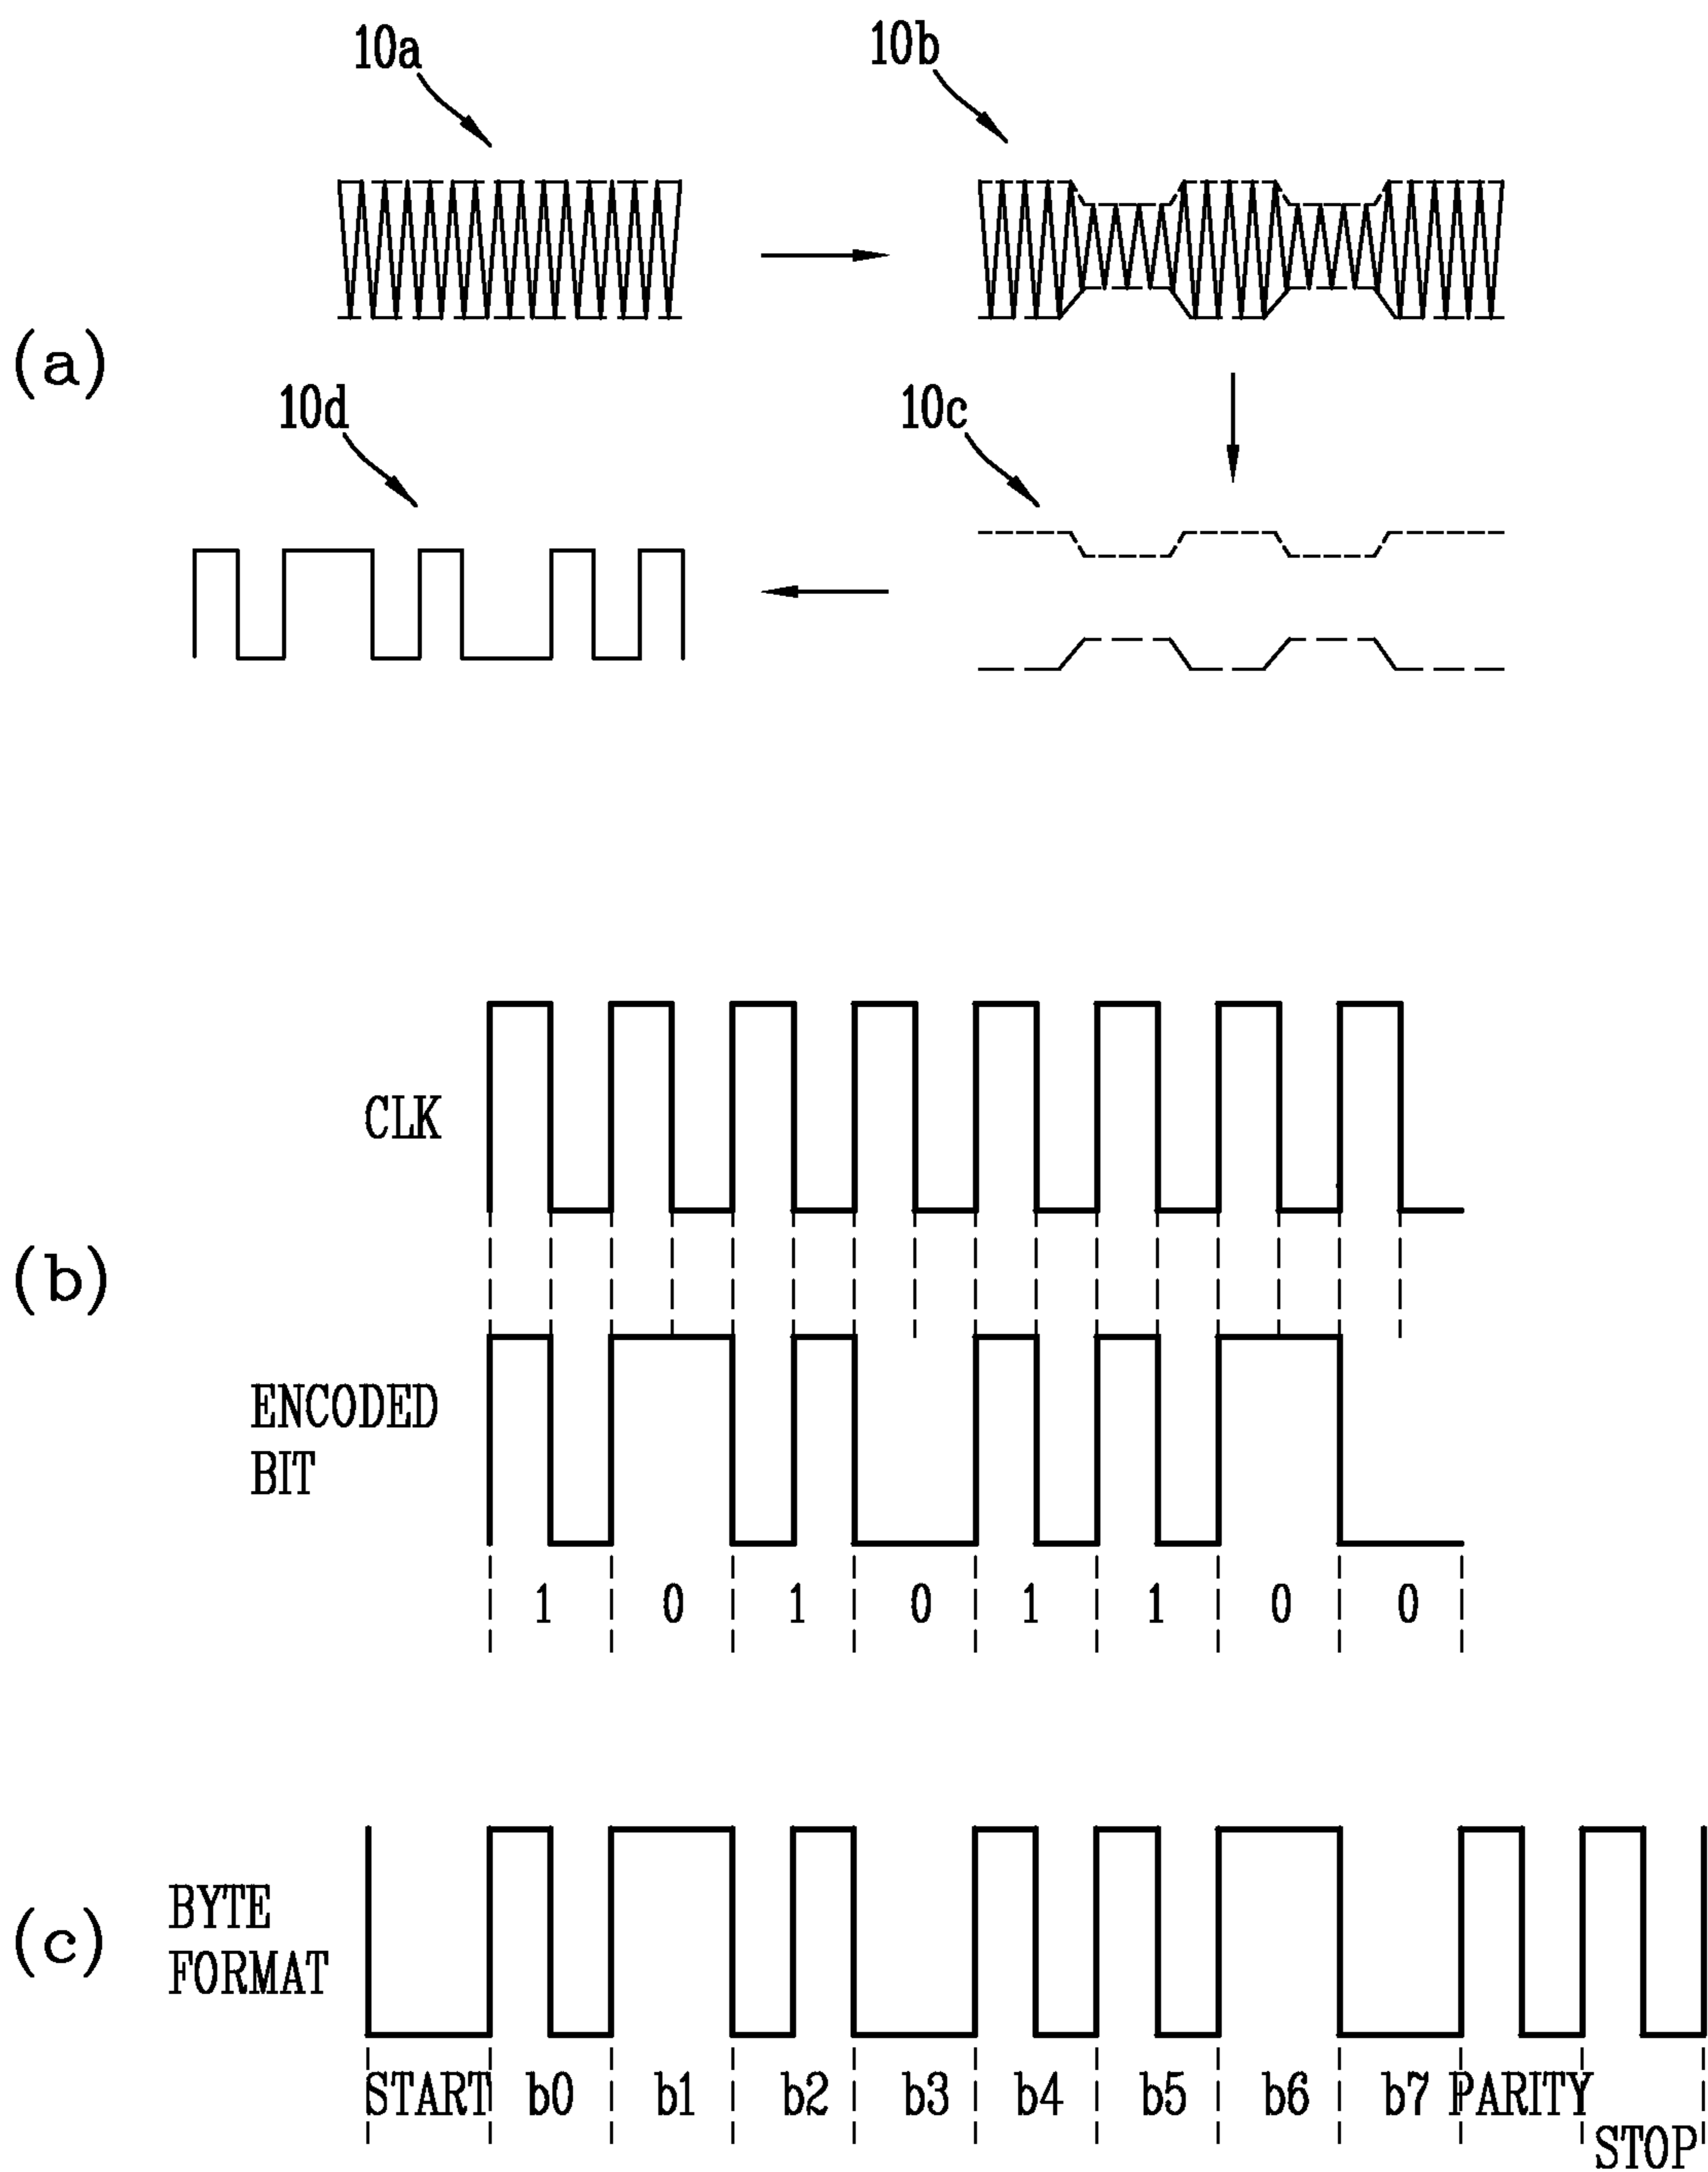 10a
10b
(a)
10d
10c
CLK
(b)
ENCODED
BIT
1 0 1 0 1 1 0 0
(c)
BYTE
FORMAT
START b0 b1 b2 b3 b4 b5 b6 b7 PARITY
STOP